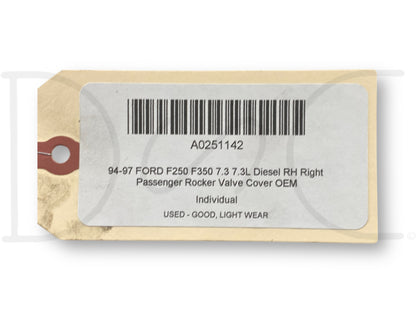 A0251142
94-97 FORD F250 F350 7.3 7.3L Diesel RH Right
Passenger Rocker Valve Cover OEM
Individual
USED - GOOD, LIGHT WEAR